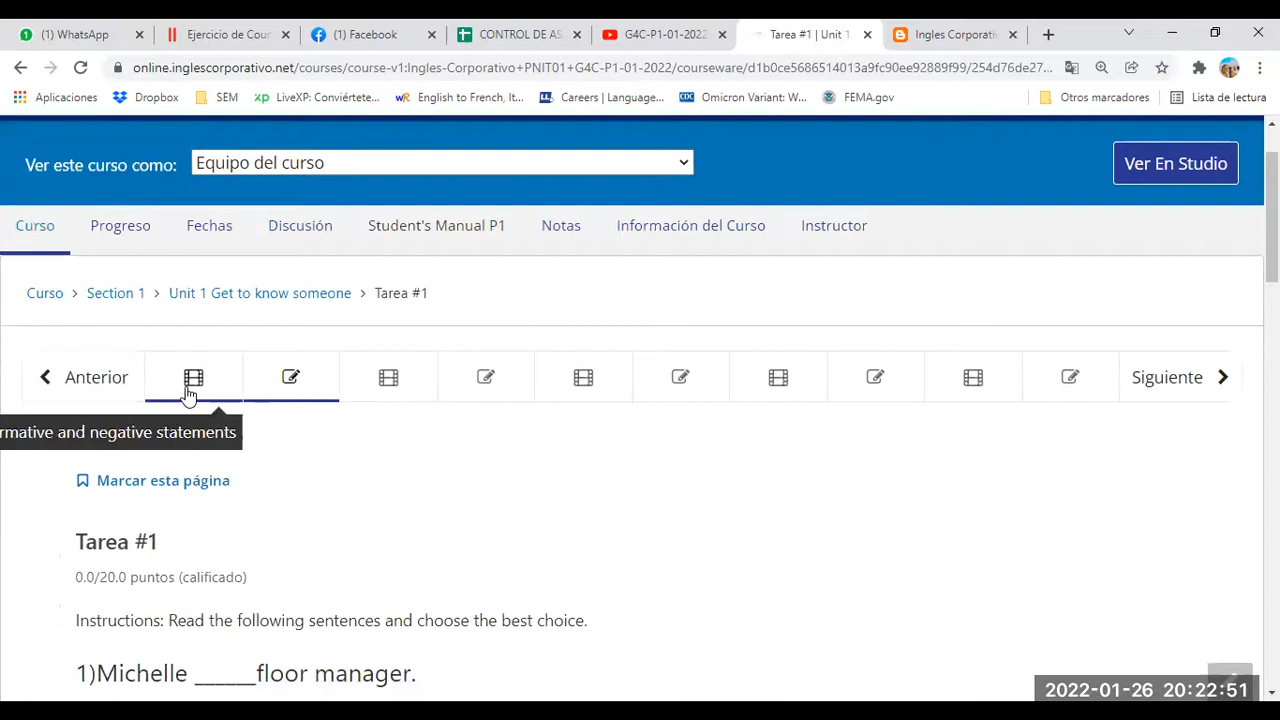 (1) WhatsApp
Ejercicio de Cour
(1) Facebook
CONTROL DE AS
G4C-P1-01-2022
Tarea #1 | Unit 1
Ingles Corporati
online.inglescorporativo.net/courses/course-v1:Ingles-Corporativo+PNIT01+G4C-P1-01-2022/courseware/d1b0ce5686514013a9fc90ee92889f99/254d76de27...
Aplicaciones
Dropbox
SEM
LiveXP: Conviértete...
English to French, It...
Careers | Language...
Omicron Variant: W...
FEMA.gov
Otros marcadores
Lista de lectura
Ver este curso como:
Equipo del curso
Ver En Studio
Curso
Progreso
Fechas
Discusión
Student's Manual P1
Notas
Información del Curso
Instructor
Curso > Section 1 > Unit 1 Get to know someone > Tarea #1
Anterior
Siguiente
rmative and negative statements
Marcar esta página
Tarea #1
0.0/20.0 puntos (calificado)
Instructions: Read the following sentences and choose the best choice.
1)Michelle ______floor manager.
2022-01-26 20:22:51